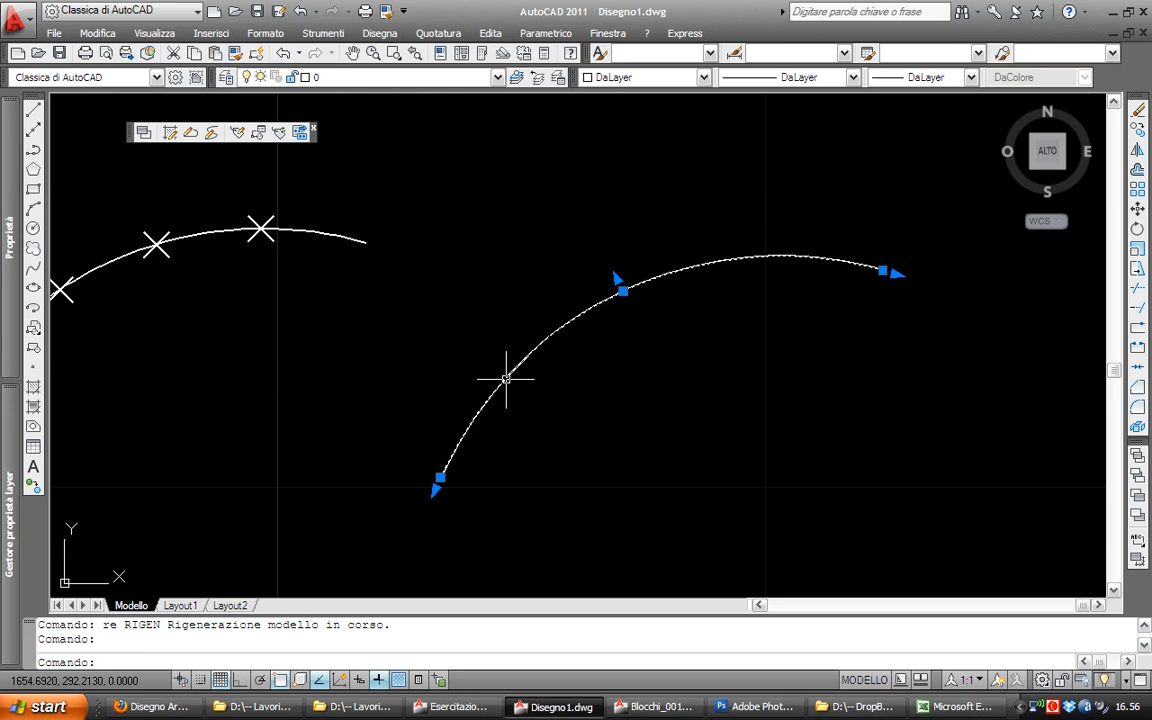 Classica di AutoCAD
AutoCAD 2011 Disegno1.dwg
Digitare parola chiave o frase
File Modifica Visualizza Inserisci Formato Strumenti Disegna Quotatura Edita Parametrico Finestra ? Express
Classica di AutoCAD
0
DaLayer
DaLayer
DaLayer
DaColore
N
O
ALTO
E
S
WCS
Proprietà
Gestore proprietà layer
A
Y
X
Modello Layout1 Layout2
Comando: re RIGEN Rigenerazione modello in corso.
Comando:
Comando:
1654.6920, 292.2130, 0.0000
MODELLO
1:1
start
Disegno Ar...
D:\-- Lavori...
D:\-- Lavori...
Esercitazio...
Disegno1.dwg
Blocchi_001...
Adobe Phot...
D:\-- DropB...
Microsoft E...
16.56